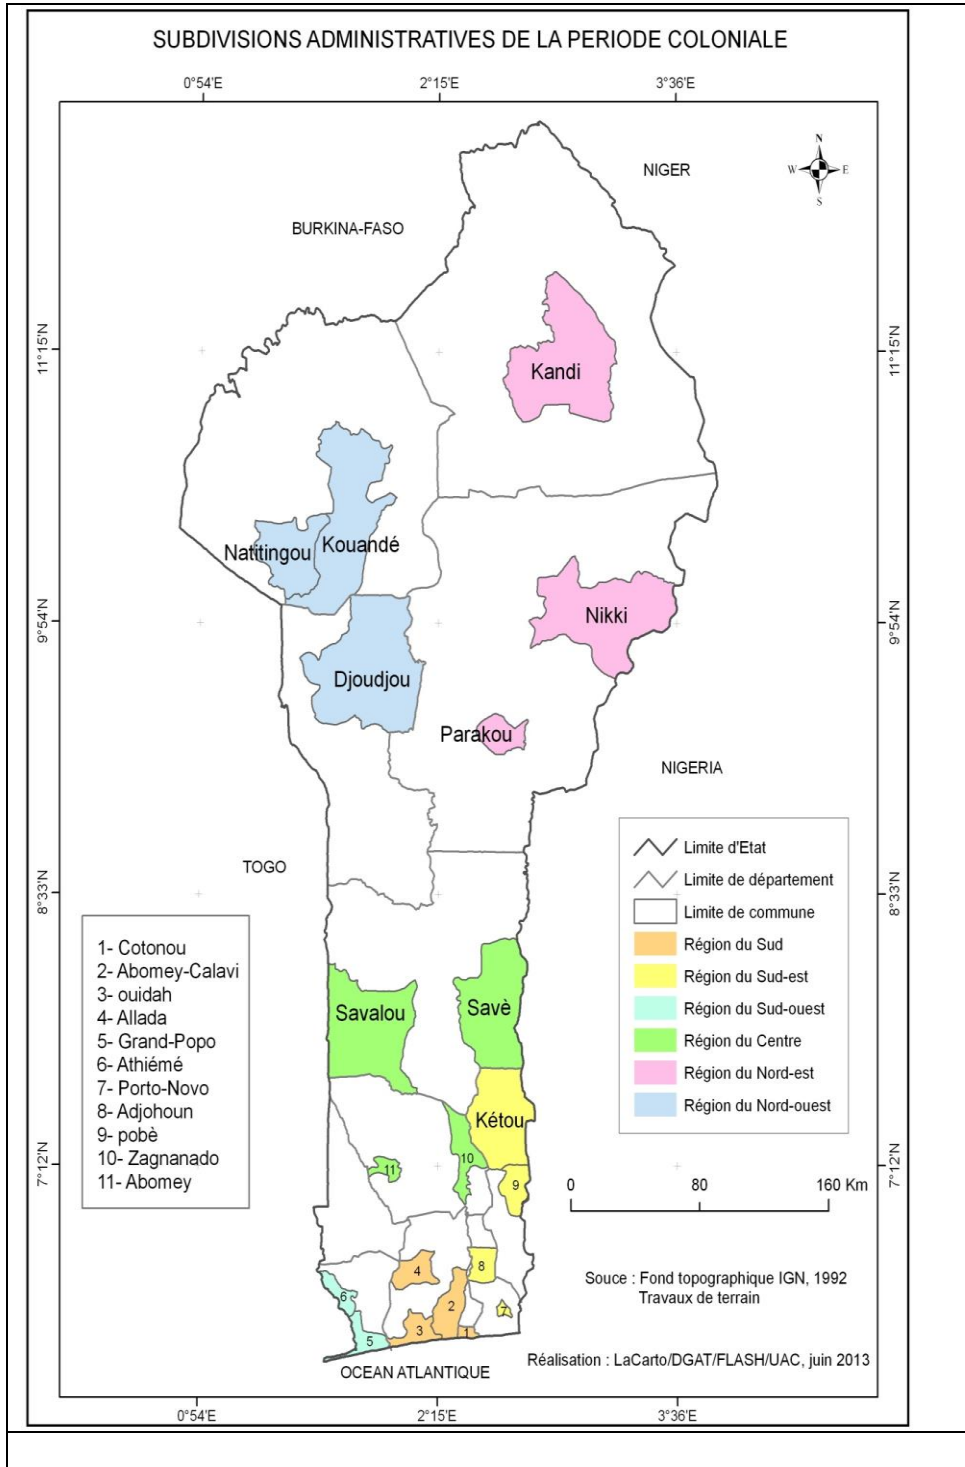 SUBDIVISIONS ADMINISTRATIVES DE LA PERIODE COLONIALE
0°54'E
2°15'E
3°36'E
N
W
E
S
NIGER
BURKINA-FASO
11°15'N
11°15'N
Kandi
Natitingou
Kouandé
9°54'N
9°54'N
Nikki
Djoudjou
Parakou
NIGERIA
TOGO
8°33'N
8°33'N
Limite d'Etat
Limite de département
Limite de commune
Région du Sud
Région du Sud-est
Région du Sud-ouest
Région du Centre
Région du Nord-est
Région du Nord-ouest
1- Cotonou
2- Abomey-Calavi
3- ouidah
4- Allada
5- Grand-Popo
6- Athiémé
7- Porto-Novo
8- Adjohoun
9- pobè
10- Zagnanado
11- Abomey
Savalou
Savè
Kétou
10
11
9
7°12'N
7°12'N
0
80
160 Km
8
4
6
2
7
3
1
5
Souce : Fond topographique IGN, 1992
Travaux de terrain
Réalisation : LaCarto/DGAT/FLASH/UAC, juin 2013
OCEAN ATLANTIQUE
0°54'E
2°15'E
3°36'E